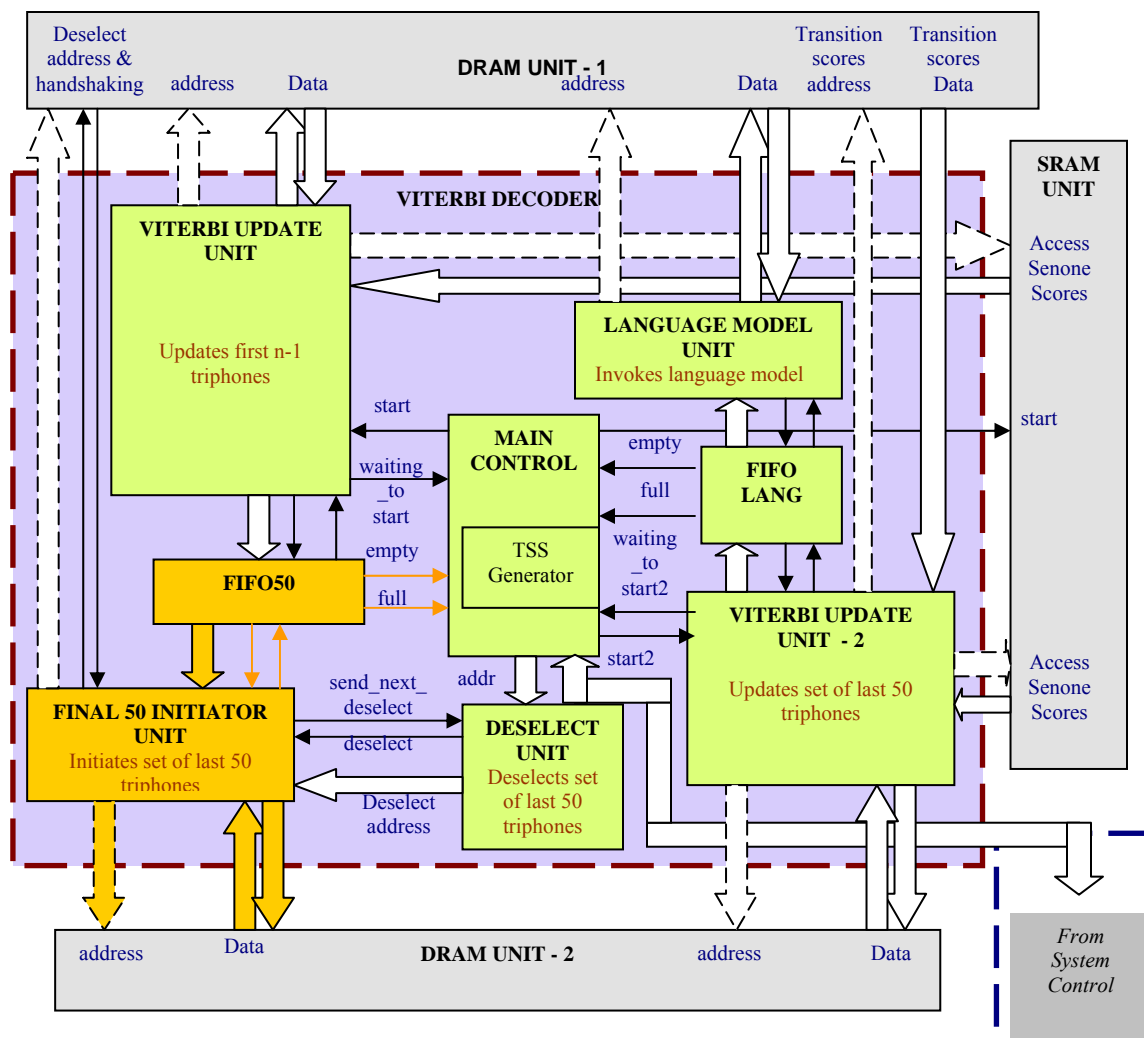 Deselect
address &
handshaking
address
Data
DRAM UNIT - 1
address
Data
Transition
scores
address
Transition
scores
Data
SRAM
UNIT
VITERBI DECODER
VITERBI UPDATE
UNIT
Updates first n-1
triphones
Access
Senone
Scores
LANGUAGE MODEL
UNIT
Invokes language model
start
start
MAIN
CONTROL
empty
full
FIFO
LANG
waiting
_to
start
TSS
Generator
waiting
_to
start2
empty
full
FIFO50
VITERBI UPDATE
UNIT - 2
Updates set of last 50
triphones
start2
addr
Access
Senone
Scores
FINAL 50 INITIATOR
UNIT
Initiates set of last 50
triphones
send_next_
deselect
deselect
Deselect
address
DESELECT
UNIT
Deselects set
of last 50
triphones
address
Data
DRAM UNIT - 2
address
Data
From
System
Control